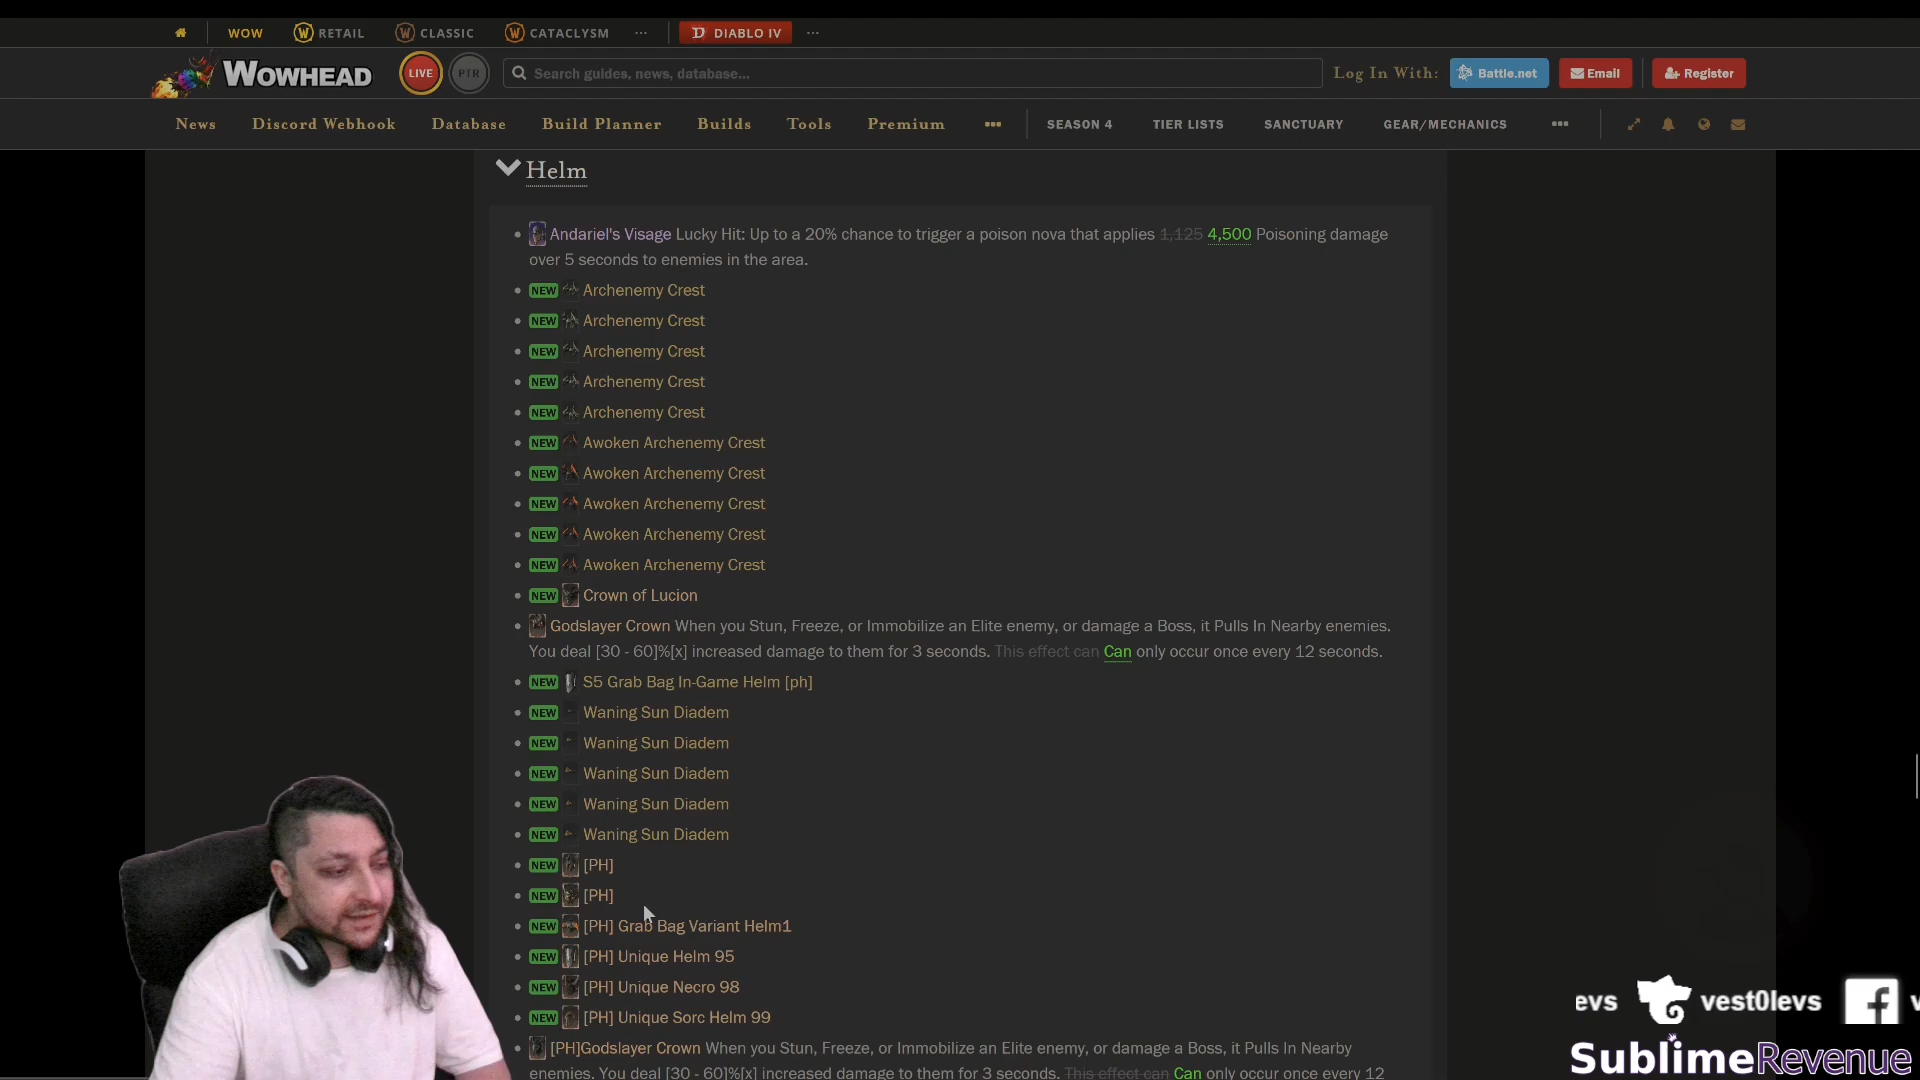 WOW RETAIL CLASSIC CATACLYSM ... DIABLO IV ...
WOWHEAD LIVE PTR Search guides, news, database... Log In With: Battle.net Email Register
News Discord Webhook Database Build Planner Builds Tools Premium ••• SEASON 4 TIER LISTS SANCTUARY GEAR/MECHANICS •••
Helm
Andariel's Visage Lucky Hit: Up to a 20% chance to trigger a poison nova that applies 1,125 4,500 Poisoning damage
over 5 seconds to enemies in the area.
NEW Archenemy Crest
NEW Archenemy Crest
NEW Archenemy Crest
NEW Archenemy Crest
NEW Archenemy Crest
NEW Awoken Archenemy Crest
NEW Awoken Archenemy Crest
NEW Awoken Archenemy Crest
NEW Awoken Archenemy Crest
NEW Awoken Archenemy Crest
NEW Crown of Lucion
Godslayer Crown When you Stun, Freeze, or Immobilize an Elite enemy, or damage a Boss, it Pulls In Nearby enemies.
You deal [30 - 60]%[x] increased damage to them for 3 seconds. This effect can Can only occur once every 12 seconds.
NEW S5 Grab Bag In-Game Helm [ph]
NEW Waning Sun Diadem
NEW Waning Sun Diadem
NEW Waning Sun Diadem
NEW Waning Sun Diadem
NEW Waning Sun Diadem
NEW [PH]
NEW [PH]
NEW [PH] Grab Bag Variant Helm1
NEW [PH] Unique Helm 95
NEW [PH] Unique Necro 98
NEW [PH] Unique Sorc Helm 99
[PH]Godslayer Crown When you Stun, Freeze, or Immobilize an Elite enemy, or damage a Boss, it Pulls In Nearby
enemies. You deal [30 - 60]%[x] increased damage to them for 3 seconds. This effect can Can only occur once every 12
evs vest0levs v
SublimeRevenue